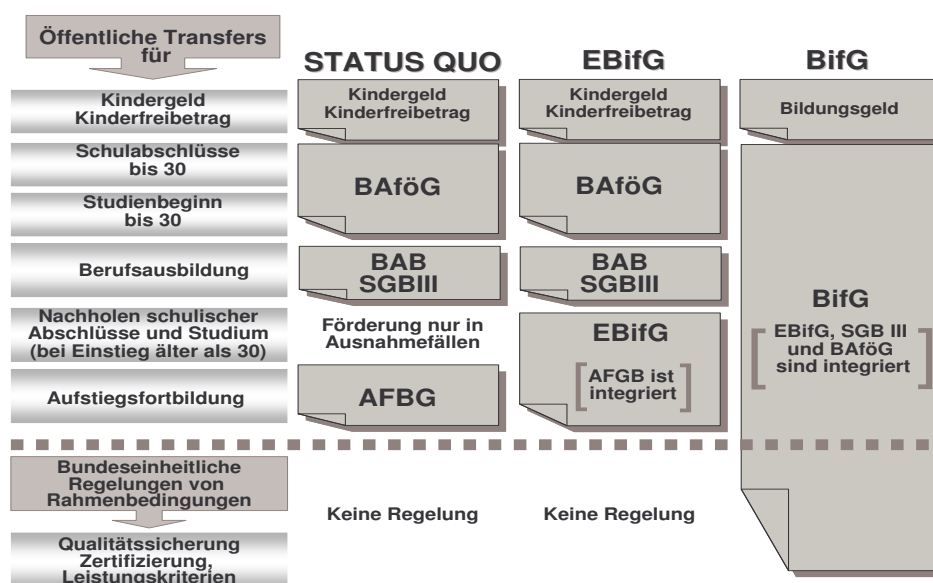 Öffentliche Transfers
für
STATUS QUO
EBifG
BifG
Kindergeld
Kinderfreibetrag
Kindergeld
Kinderfreibetrag
Kindergeld
Kinderfreibetrag
Bildungsgeld
Schulabschlüsse
bis 30
BAföG
BAföG
Studienbeginn
bis 30
Berufsausbildung
BAB
SGBIII
BAB
SGBIII
BifG
EBifG, SGB III
und BAföG
sind integriert
Nachholen schulischer
Abschlüsse und Studium
(bei Einstieg älter als 30)
Förderung nur in
Ausnahmefällen
EBifG
AFGB ist
integriert
Aufstiegsfortbildung
AFBG
Bundeseinheitliche
Regelungen von
Rahmenbedingungen
Keine Regelung
Keine Regelung
Qualitätssicherung
Zertifizierung,
Leistungskriterien